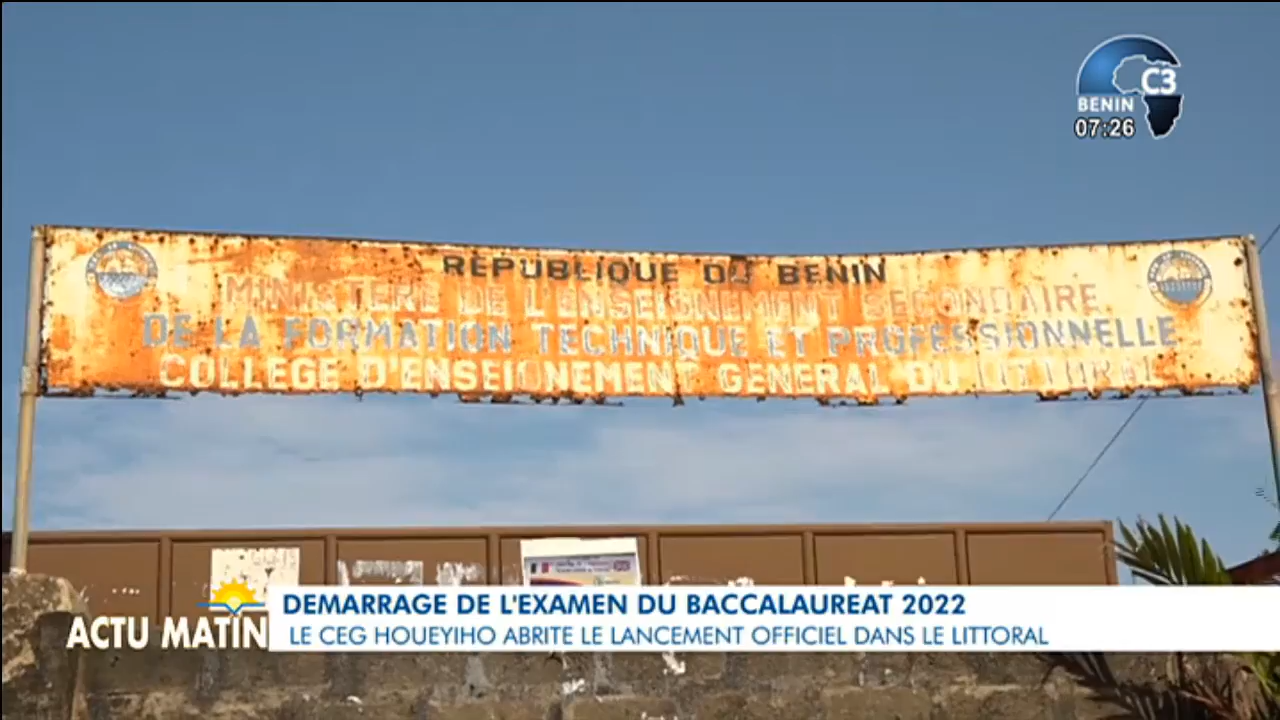 C3
BENIN
07:26
REPUBLIQUE DU BENIN
MINISTERE DE L'ENSEIGNEMENT SECONDAIRE
DE LA FORMATION TECHNIQUE ET PROFESSIONNELLE
COLLEGE D'ENSEIGNEMENT GENERAL DU LITTORAL
DEMARRAGE DE L'EXAMEN DU BACCALAUREAT 2022
ACTU MATIN
LE CEG HOUEYIHO ABRITE LE LANCEMENT OFFICIEL DANS LE LITTORAL